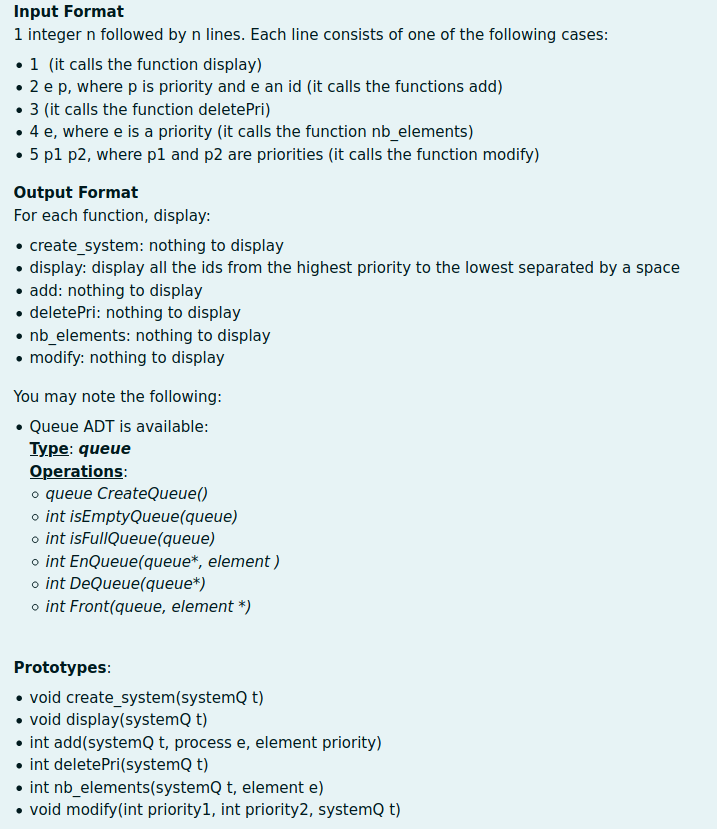 Input Format
1 integer n followed by n lines. Each line consists of one of the following cases:
• 1  (it calls the function display)
• 2 e p, where p is priority and e an id (it calls the functions add)
• 3 (it calls the function deletePri)
• 4 e, where e is a priority (it calls the function nb_elements)
• 5 p1 p2, where p1 and p2 are priorities (it calls the function modify)
Output Format
For each function, display:
• create_system: nothing to display
• display: display all the ids from the highest priority to the lowest separated by a space
• add: nothing to display
• deletePri: nothing to display
• nb_elements: nothing to display
• modify: nothing to display
You may note the following:
• Queue ADT is available:
Type: queue
Operations:
◦ queue CreateQueue()
◦ int isEmptyQueue(queue)
◦ int isFullQueue(queue)
◦ int EnQueue(queue*, element )
◦ int DeQueue(queue*)
◦ int Front(queue, element *)
Prototypes:
• void create_system(systemQ t)
• void display(systemQ t)
• int add(systemQ t, process e, element priority)
• int deletePri(systemQ t)
• int nb_elements(systemQ t, element e)
• void modify(int priority1, int priority2, systemQ t)